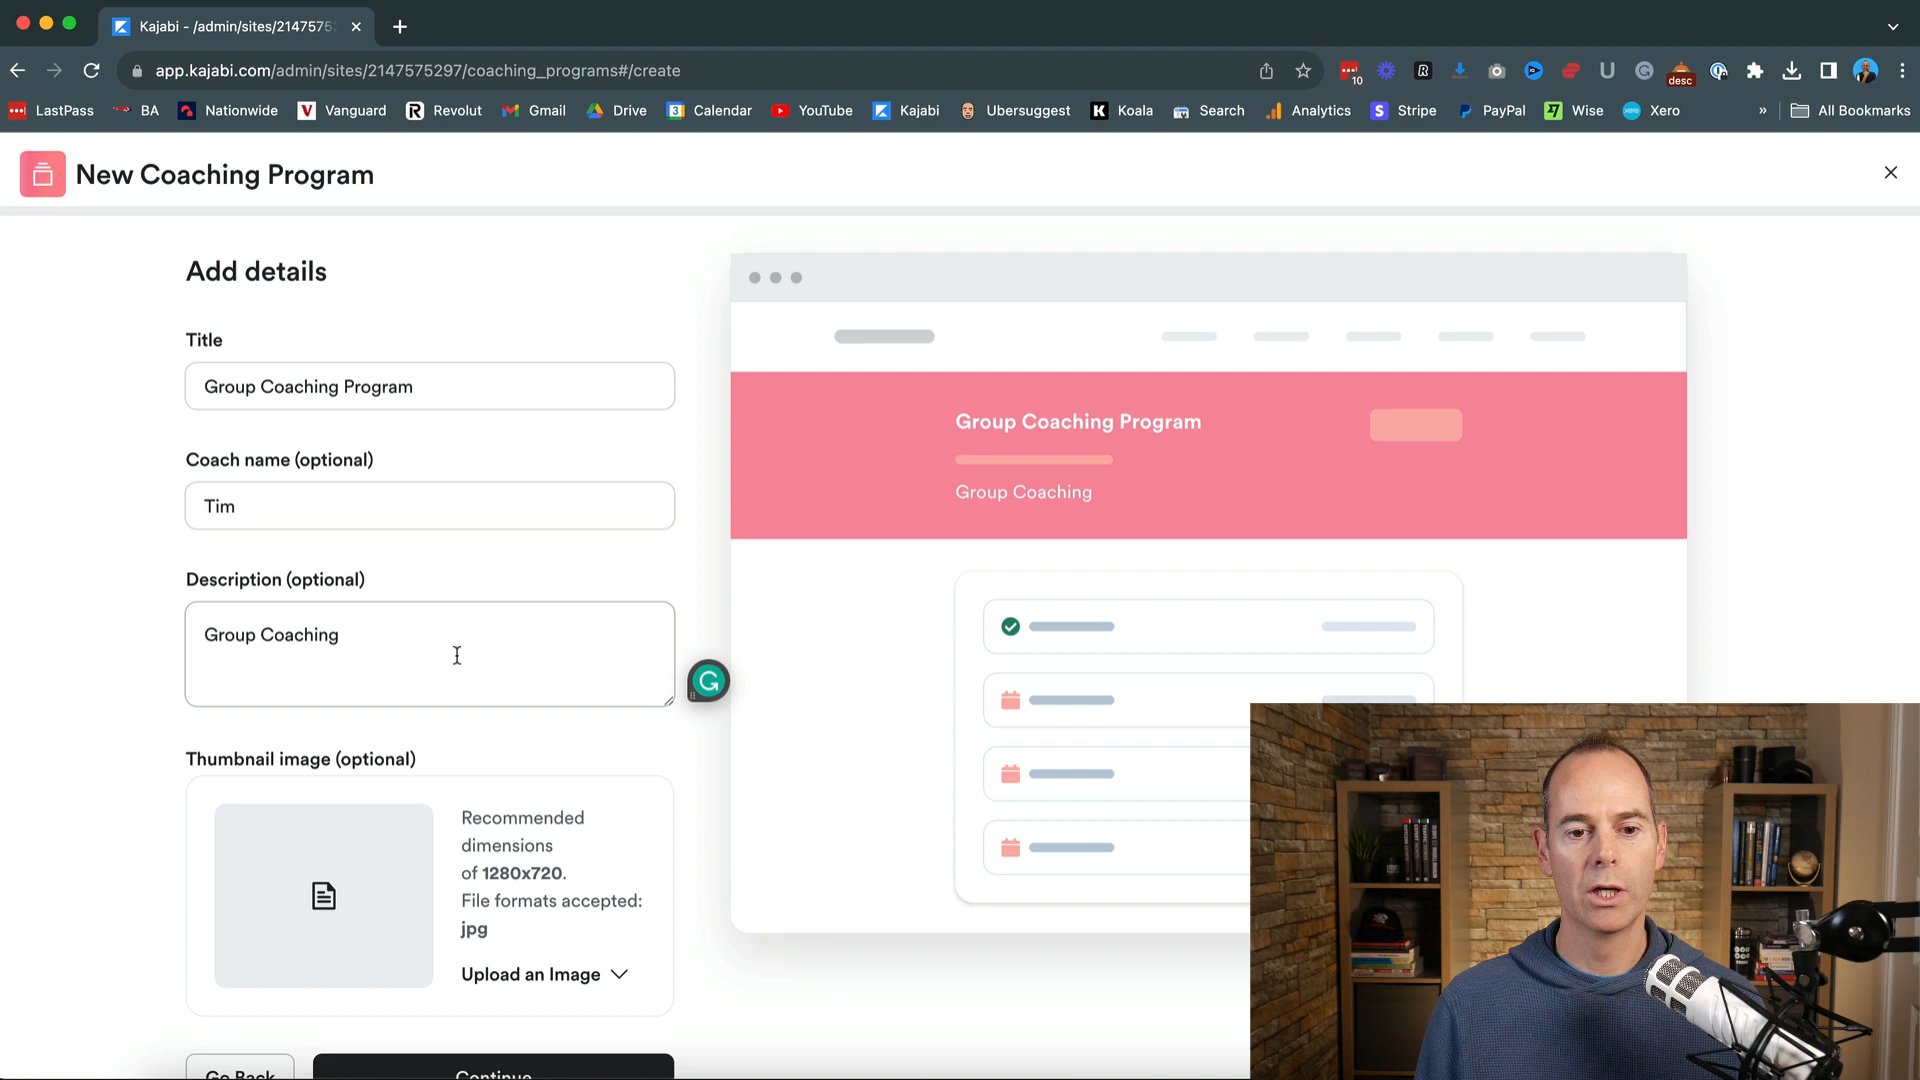 Kajabi - /admin/sites/2147575
app.kajabi.com/admin/sites/2147575297/coaching_programs#/create
10
desc
LastPass
BA
Nationwide
Vanguard
Revolut
Gmail
Drive
Calendar
YouTube
Kajabi
Ubersuggest
Koala
Search
Analytics
Stripe
PayPal
Wise
Xero
»
All Bookmarks
New Coaching Program
Add details
Title
Group Coaching Program
Coach name (optional)
Tim
Description (optional)
Group Coaching
Thumbnail image (optional)
Recommended
dimensions
of 1280x720.
File formats accepted:
jpg
Upload an Image
Go Back
Continue
Group Coaching Program
Group Coaching